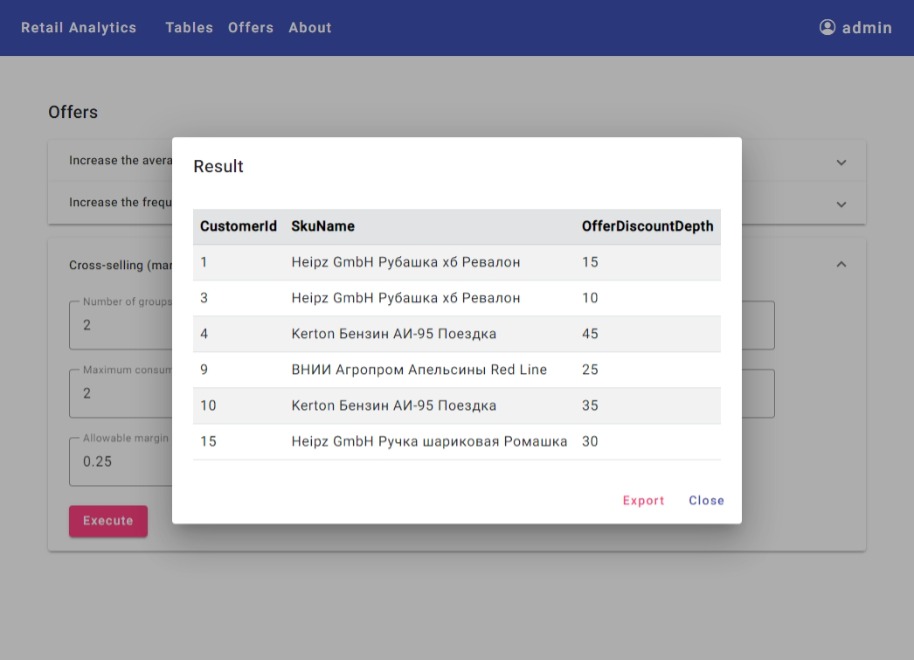 Retail Analytics Tables Offers About admin
Offers
Increase the avera
Increase the frequ
Cross-selling (mar
Number of groups
2
Maximum consum
2
Allowable margin
0.25
Execute
Result
CustomerId SkuName OfferDiscountDepth
1 Heipz GmbH Рубашка хб Ревалон 15
3 Heipz GmbH Рубашка хб Ревалон 10
4 Kerton Бензин АИ-95 Поездка 45
9 ВНИИ Агропром Апельсины Red Line 25
10 Kerton Бензин АИ-95 Поездка 35
15 Heipz GmbH Ручка шариковая Ромашка 30
Export Close